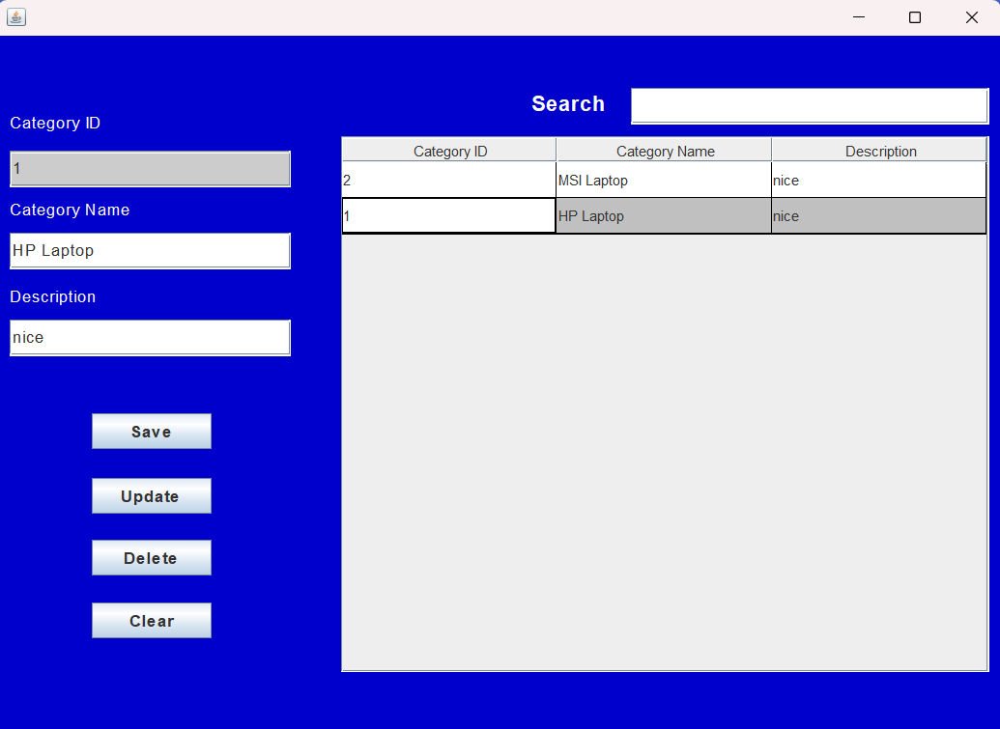 Category ID
1
Category Name
HP Laptop
Description
nice
Save
Update
Delete
Clear
Search
Category ID Category Name Description
2 MSI Laptop nice
1 HP Laptop nice